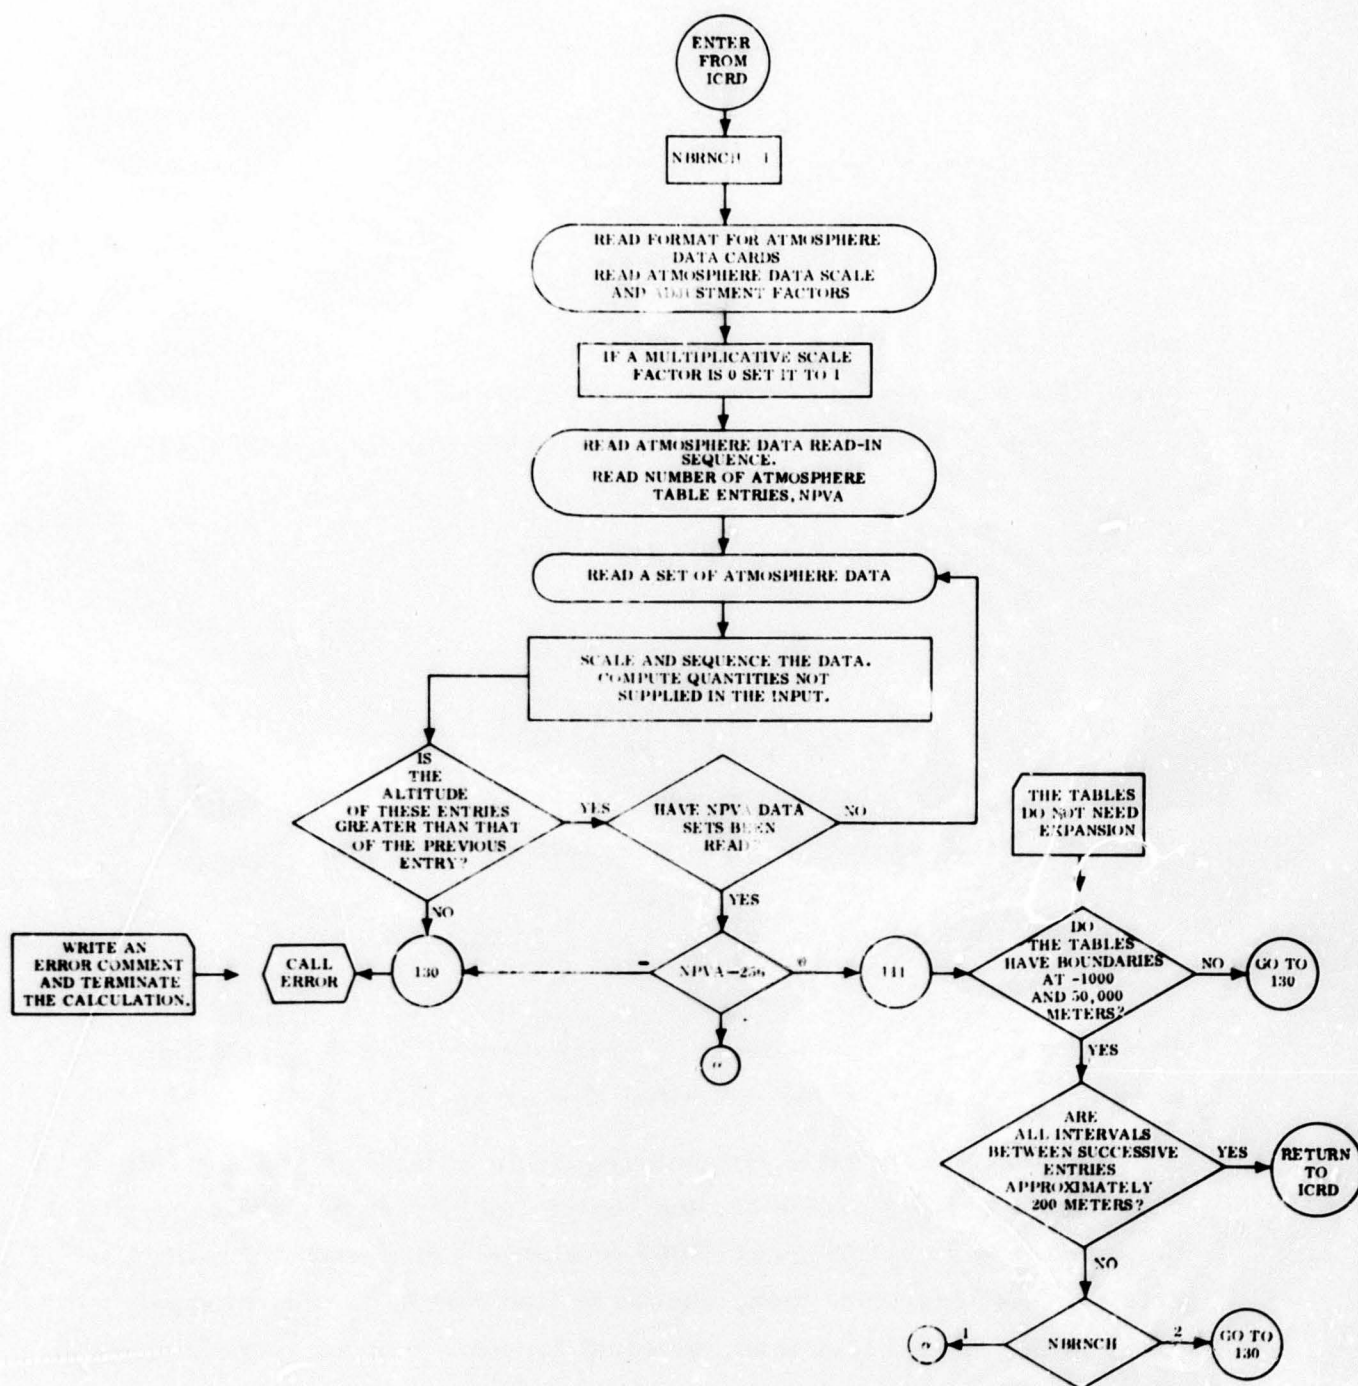 ENTER
FROM
ICRD
NBRNCH 1
READ FORMAT FOR ATMOSPHERE
DATA CARDS
READ ATMOSPHERE DATA SCALE
AND ADJUSTMENT FACTORS
IF A MULTIPLICATIVE SCALE
FACTOR IS 0 SET IT TO 1
READ ATMOSPHERE DATA READ-IN
SEQUENCE.
READ NUMBER OF ATMOSPHERE
TABLE ENTRIES, NPVA
READ A SET OF ATMOSPHERE DATA
SCALE AND SEQUENCE THE DATA.
COMPUTE QUANTITIES NOT
SUPPLIED IN THE INPUT.
IS
THE
ALTITUDE
OF THESE ENTRIES
GREATER THAN THAT
OF THE PREVIOUS
ENTRY?
YES
NO
HAVE NPVA DATA
SETS BEEN
READ?
NO
YES
THE TABLES
DO NOT NEED
EXPANSION
WRITE AN
ERROR COMMENT
AND TERMINATE
THE CALCULATION.
CALL
ERROR
130
-
NPVA-256
0
141
DO
THE TABLES
HAVE BOUNDARIES
AT -1000
AND 50,000
METERS?
NO
GO TO
130
YES
ARE
ALL INTERVALS
BETWEEN SUCCESSIVE
ENTRIES
APPROXIMATELY
200 METERS?
YES
RETURN
TO
ICRD
NO
1
NBRNCH
2
GO TO
130